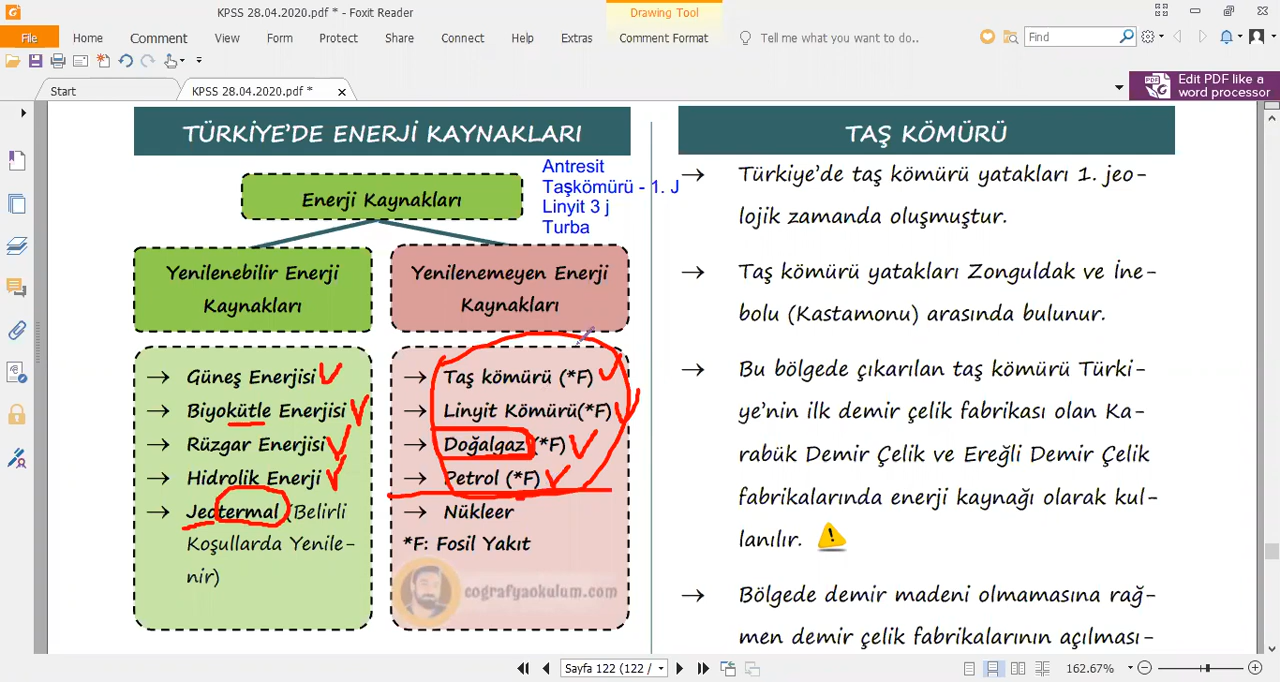 KPSS 28.04.2020.pdf * - Foxit Reader
Drawing Tool
File
Home
Comment
View
Form
Protect
Share
Connect
Help
Extras
Comment Format
Tell me what you want to do..
Find
Start
KPSS 28.04.2020.pdf *
Edit PDF like a
word processor
TÜRKİYE'DE ENERJİ KAYNAKLARI
Antresit
Taşkömürü - 1. J
Linyit 3 j
Turba
Enerji Kaynakları
Yenilenebilir Enerji
Kaynakları
Yenilenemeyen Enerji
Kaynakları
→ Güneş Enerjisi
→ Biyokütle Enerjisi
→ Rüzgar Enerjisi
→ Hidrolik Enerji
→ Jeotermal (Belirli
Koşullarda Yenile-
nir)
→ Taş kömürü (*F)
→ Linyit Kömürü(*F)
→ Doğalgaz (*F)
→ Petrol (*F)
→ Nükleer
*F: Fosil Yakıt
cografyaokulum.com
TAŞ KÖMÜRÜ
→ Türkiye'de taş kömürü yatakları 1. jeo-
lojik zamanda oluşmuştur.
→ Taş kömürü yatakları Zonguldak ve İne-
bolu (Kastamonu) arasında bulunur.
→ Bu bölgede çıkarılan taş kömürü Türki-
ye'nin ilk demir çelik fabrikası olan Ka-
rabük Demir Çelik ve Ereğli Demir Çelik
fabrikalarında enerji kaynağı olarak kul-
lanılır.
→ Bölgede demir madeni olmamasına rağ-
men demir çelik fabrikalarının açılması-
Sayfa 122 (122 /
162.67%